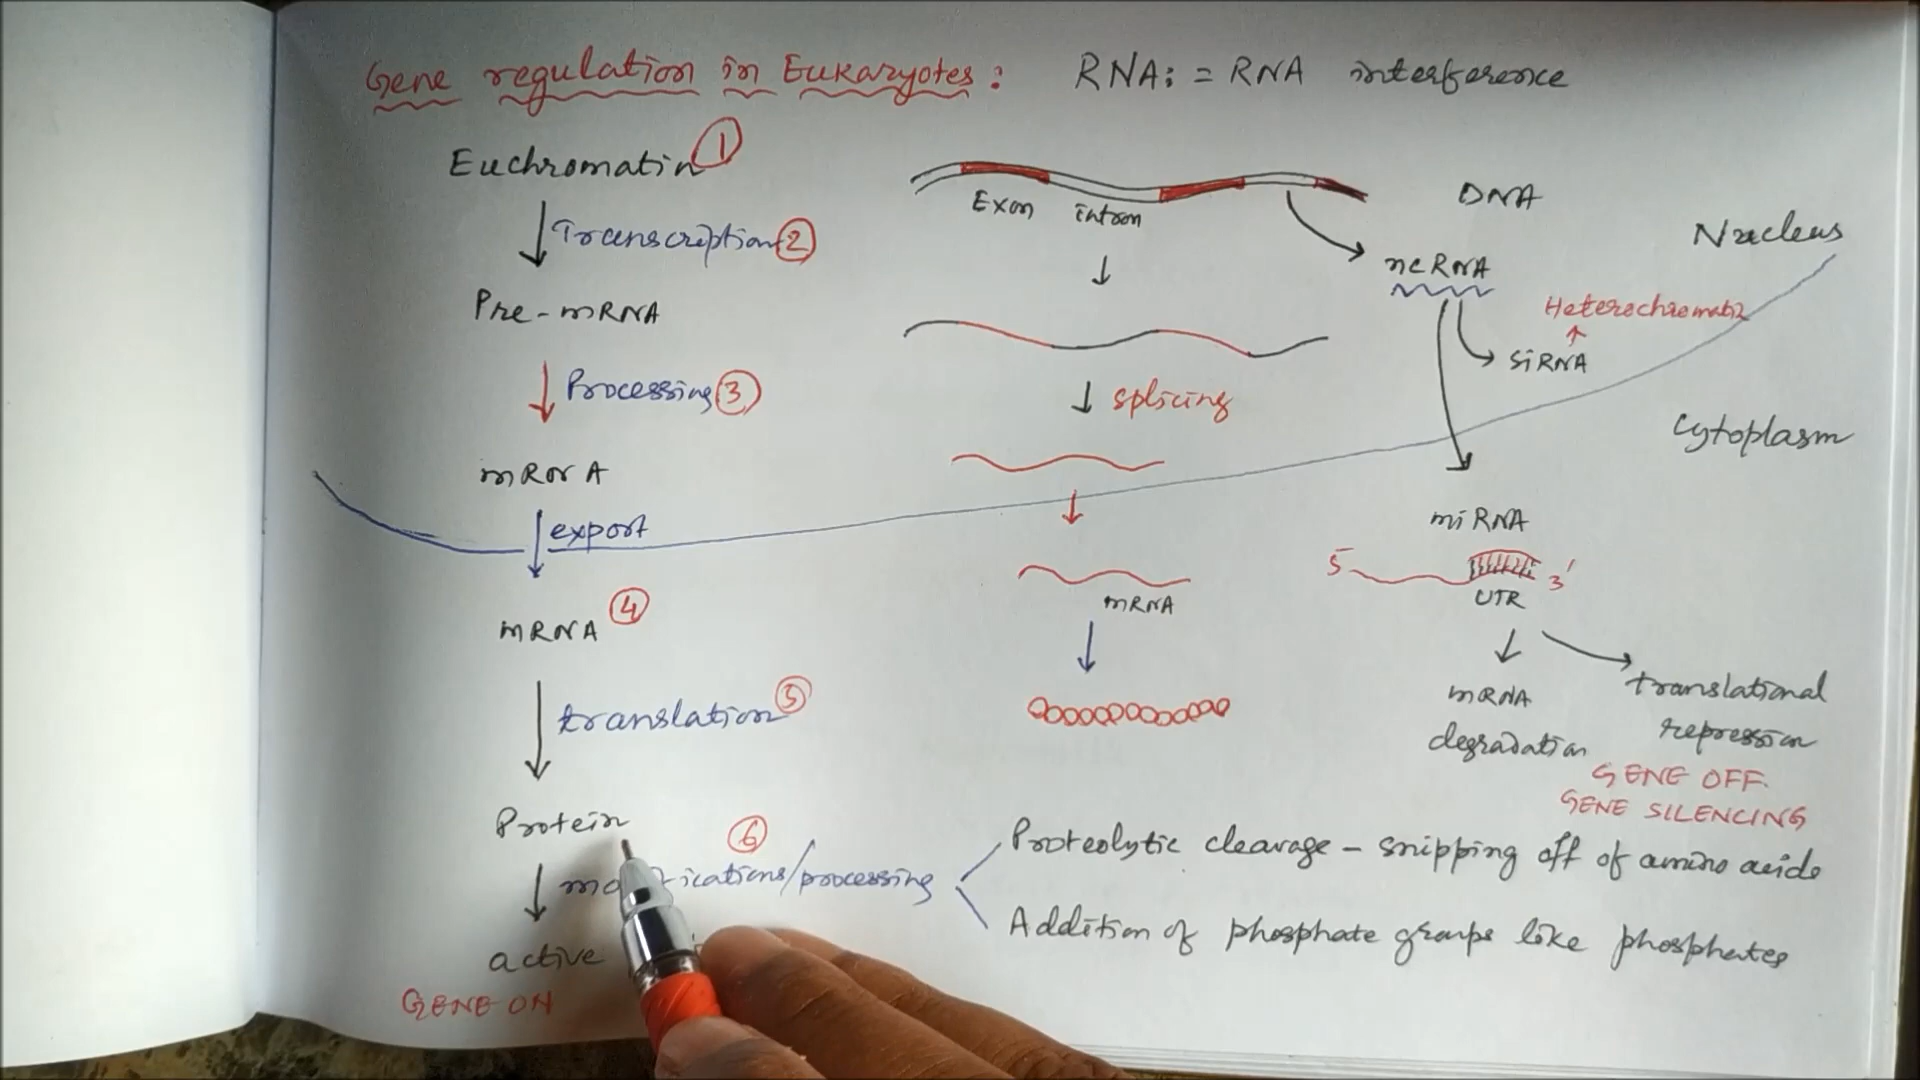 Gene regulation in Eukaryotes: RNAi = RNA interference
Euchromatin 1
Transcription 2
Pre-mRNA
Processing 3
mRNA
export
mRNA 4
translation 5
Protein
6
/processing
active
GENE ON
Exon intron
DNA
Nucleus
ncRNA
Heterochromatin
siRNA
splicing
Cytoplasm
miRNA
5' 3'
UTR
mRNA
mRNA
degradation
translational
repression
GENE OFF
GENE SILENCING
Proteolytic cleavage - snipping off of amino acids
Addition of phosphate groups like phosphates